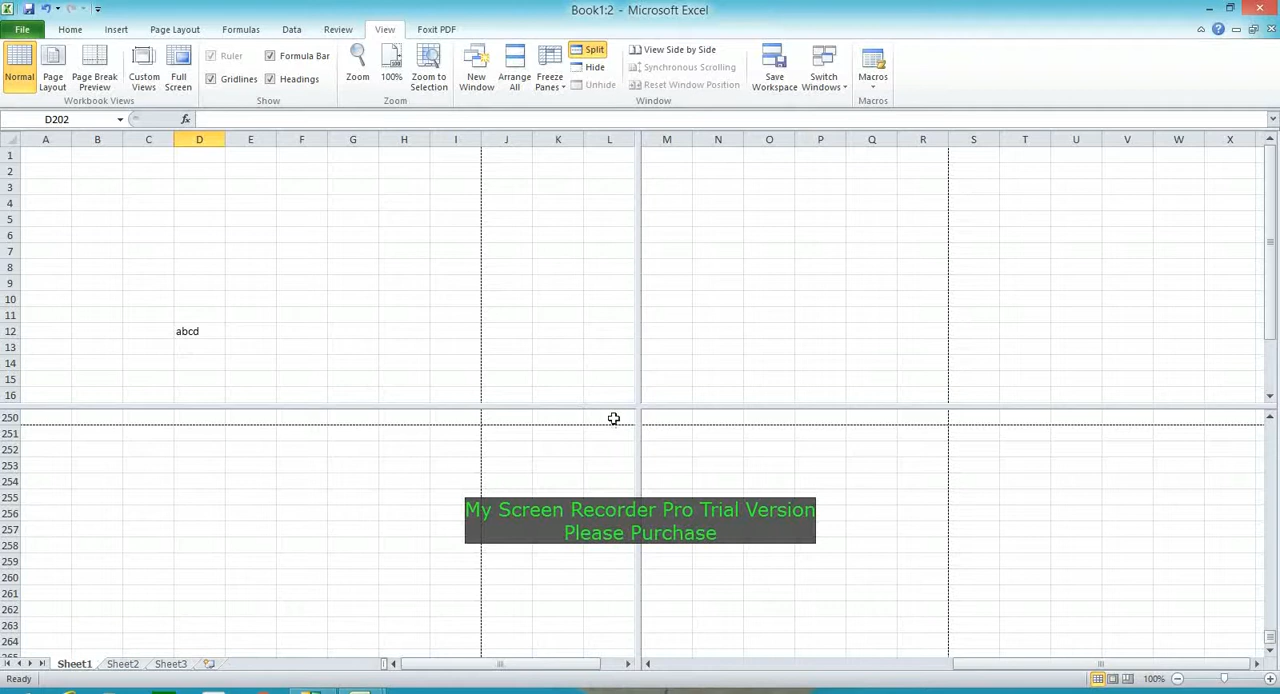 Book1:2 - Microsoft Excel
File Home Insert Page Layout Formulas Data Review View Foxit PDF
Normal Page Layout Page Break Preview Custom Views Full Screen
Workbook Views
Ruler Formula Bar
Gridlines Headings
Show
Zoom 100% Zoom to Selection
Zoom
New Window Arrange All Freeze Panes
Split
Hide
Unhide
View Side by Side
Synchronous Scrolling
Reset Window Position
Save Workspace Switch Windows
Window
Macros
Macros
D202 fx
A B C D E F G H I J K L M N O P Q R S T U V W X
1
2
3
4
5
6
7
8
9
10
11
12 abcd
13
14
15
16
250
251
252
253
254
255
256
257
258
259
260
261
262
263
264
265
My Screen Recorder Pro Trial Version
Please Purchase
Sheet1 Sheet2 Sheet3
Ready 100%